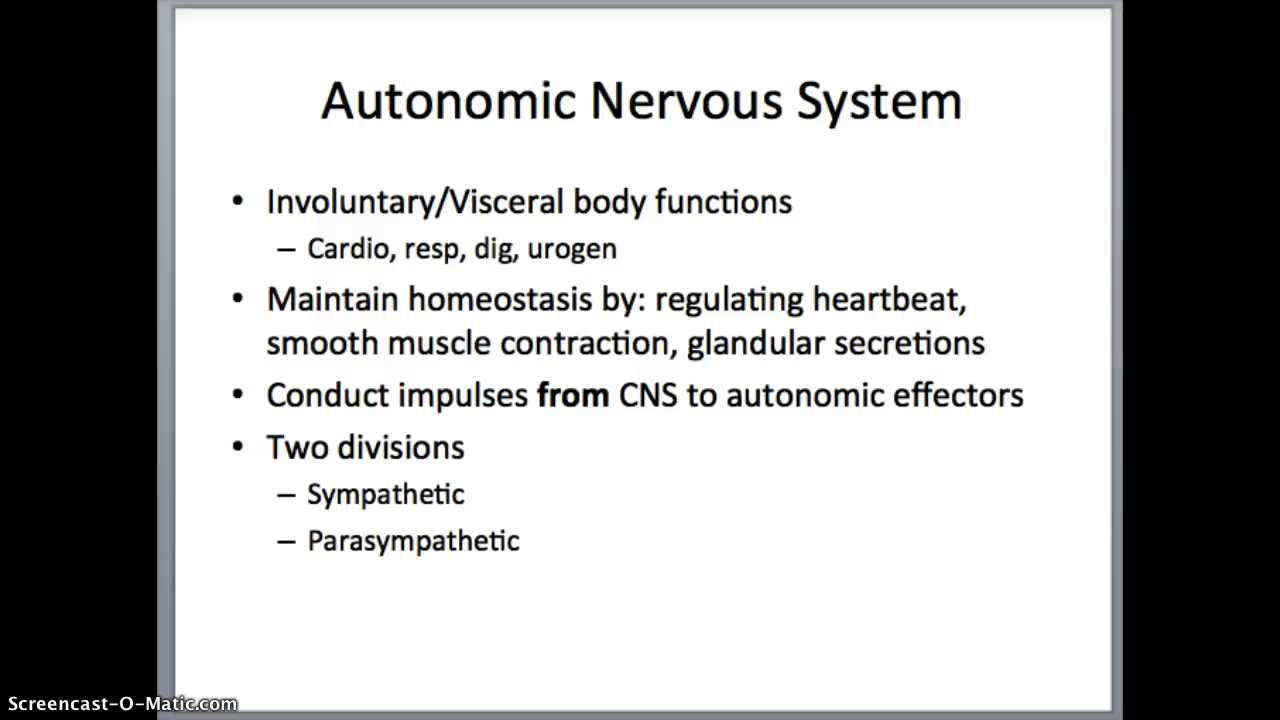 Autonomic Nervous System
• Involuntary/Visceral body functions
– Cardio, resp, dig, urogen
• Maintain homeostasis by: regulating heartbeat,
smooth muscle contraction, glandular secretions
• Conduct impulses from CNS to autonomic effectors
• Two divisions
– Sympathetic
– Parasympathetic
Screencast-O-Matic.com